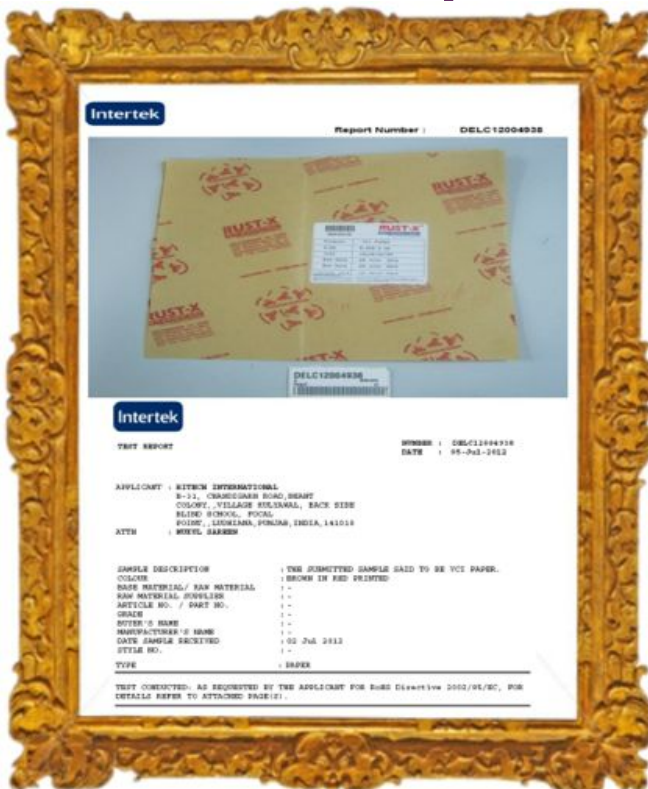 Intertek
Report Number : DELC12004938
RUST-X
RUST-X
RUST-X
RUST-X
RUST-X
DELC12004938
Intertek
TEST REPORT
NUMBER : DELC12004938
DATE : 05-Jul-2012
APPLICANT : HITECH INTERNATIONAL
E-11, CHANDIGARH ROAD,BHANT
COLONY,,VILLAGE KULYAWAL, BACK SIDE
BLIND SCHOOL, FOCAL
POINT,,LUDHIANA,PUNJAB,INDIA,141010
ATTN : MUKUL SAREEN
SAMPLE DESCRIPTION : THE SUBMITTED SAMPLE SAID TO BE VCI PAPER.
COLOUR : BROWN IN RED PRINTED
BASE MATERIAL/ RAW MATERIAL : -
RAW MATERIAL SUPPLIER : -
ARTICLE NO. / PART NO. : -
GRADE : -
BUYER'S NAME : -
MANUFACTURER'S NAME : -
DATE SAMPLE RECEIVED : 02 Jul 2012
STYLE NO. : -
TYPE : PAPER
TEST CONDUCTED: AS REQUESTED BY THE APPLICANT FOR RoHS Directive 2002/95/EC, FOR
DETAILS REFER TO ATTACHED PAGE(S).